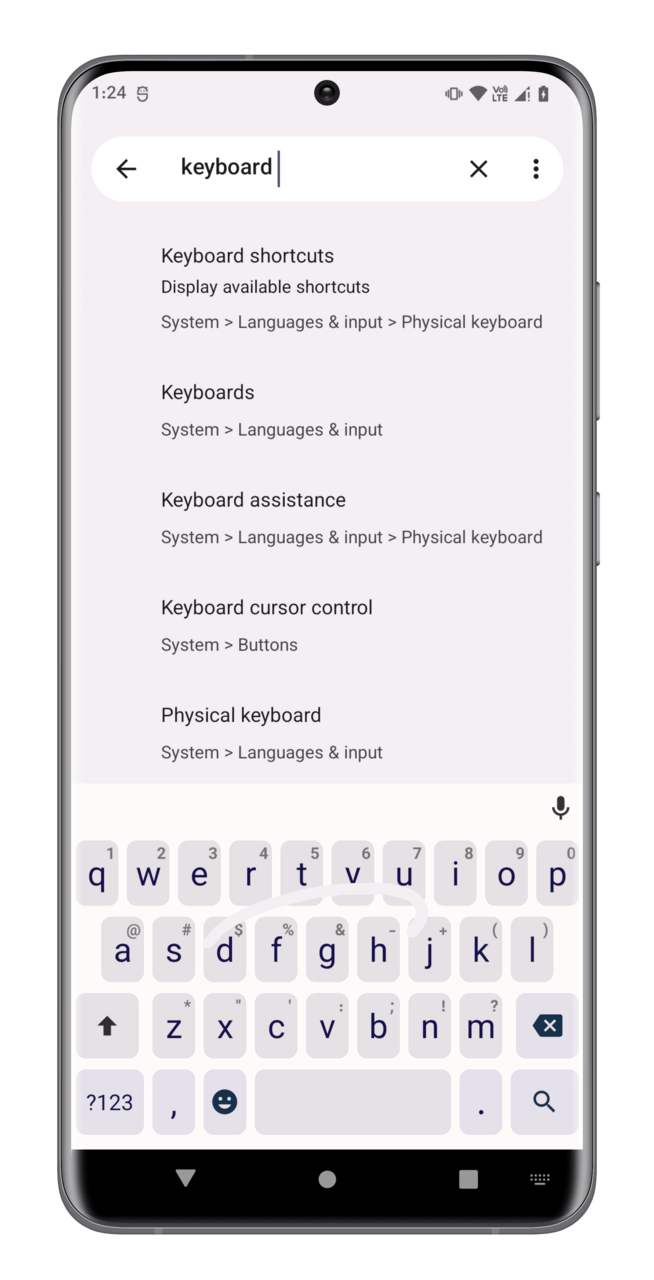 1:24 Vo) LTE
keyboard
Keyboard shortcuts
Display available shortcuts
System > Languages & input > Physical keyboard
Keyboards
System > Languages & input
Keyboard assistance
System > Languages & input > Physical keyboard
Keyboard cursor control
System > Buttons
Physical keyboard
System > Languages & input
1 2 3 4 5 6 7 8 9 0
q w e r t y u i o p
@ # $ % & - + ( )
a s d f g h j k l
* " ' : ; ! ?
z x c v b n m
?123 , .